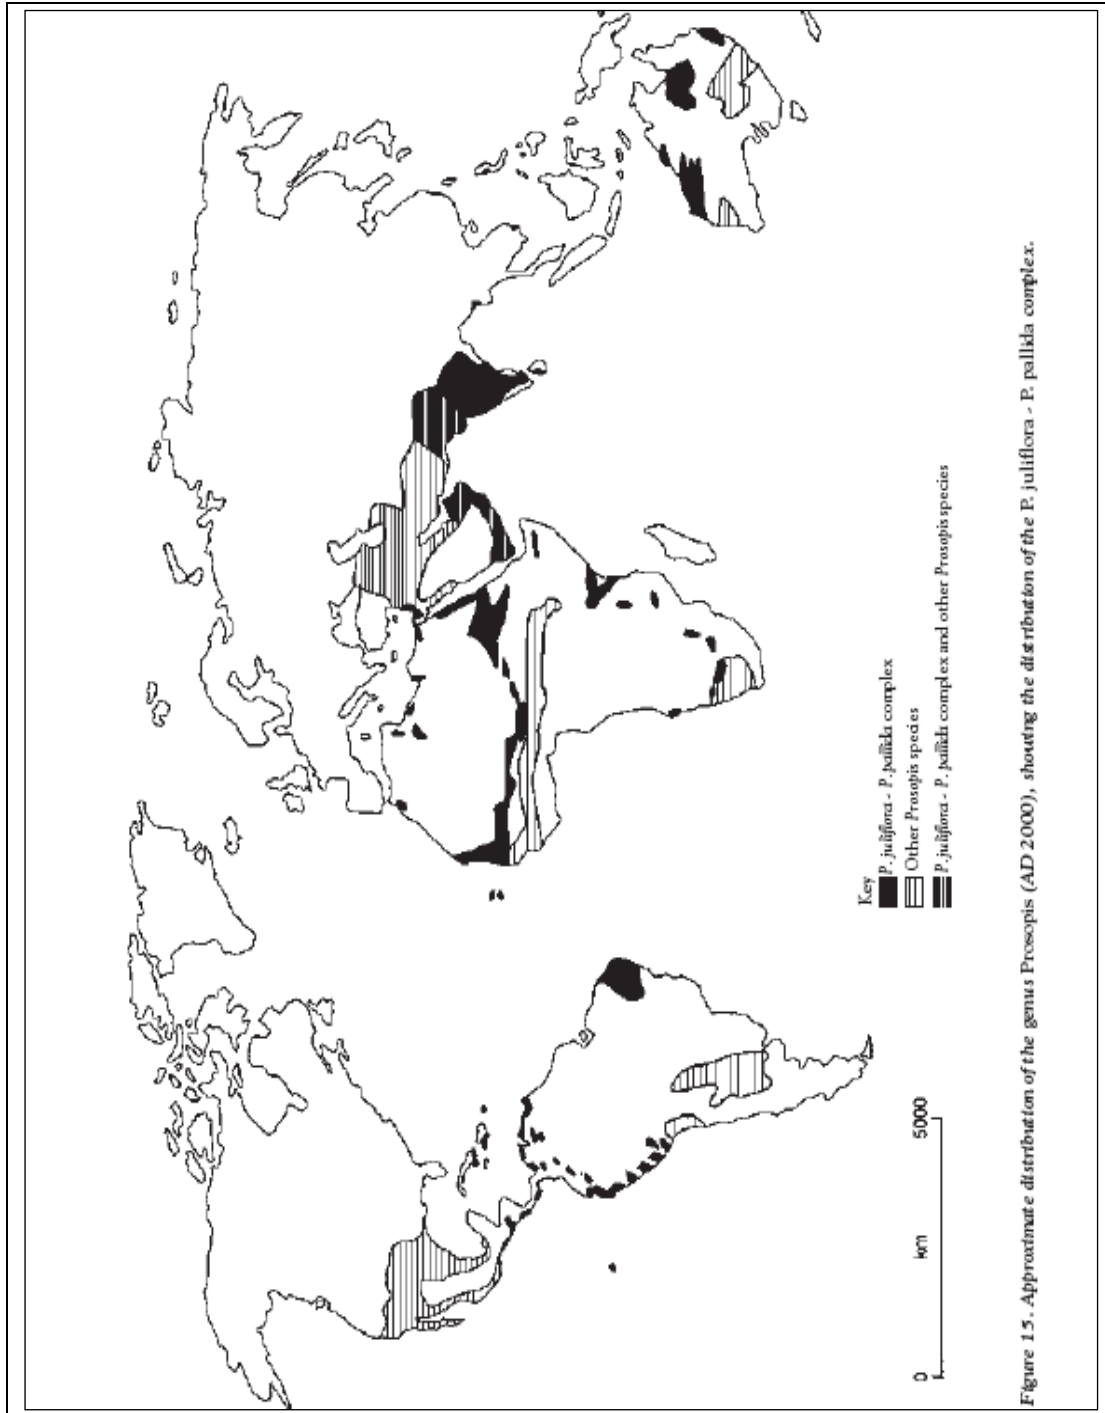 Key
P. juliflora - P. pallida complex
Other Prosopis species
P. juliflora - P. pallida complex and other Prosopis species
0 km 5000
Figure 15. Approximate distribution of the genus Prosopis (AD 2000), showing the distribution of the P. juliflora - P. pallida complex.